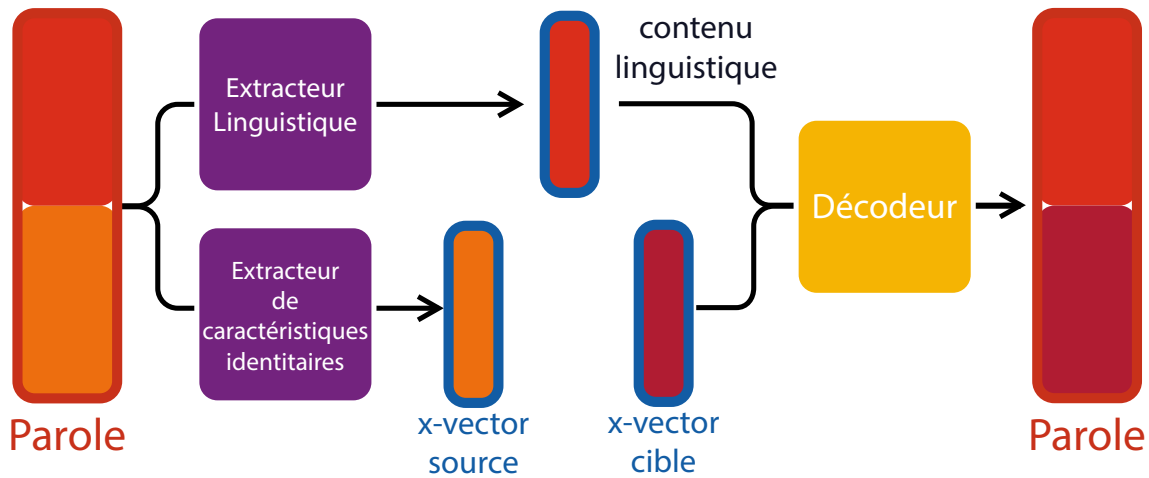 Parole
Extracteur
Linguistique
Extracteur
de
caractéristiques
identitaires
contenu
linguistique
x-vector
source
x-vector
cible
Décodeur
Parole